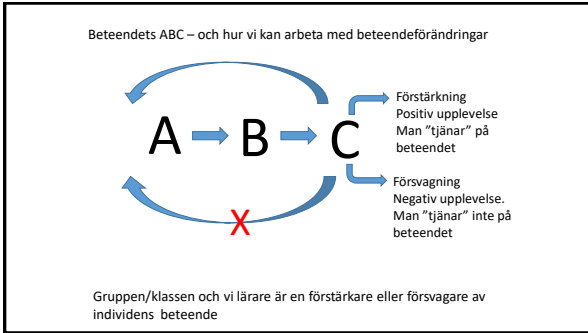 Beteendets ABC – och hur vi kan arbeta med beteendeförändringar
A B C
Förstärkning
Positiv upplevelse
Man ”tjänar” på
beteendet
Försvagning
Negativ upplevelse.
Man ”tjänar” inte på
beteendet
X
Gruppen/klassen och vi lärare är en förstärkare eller försvagare av
individens beteende